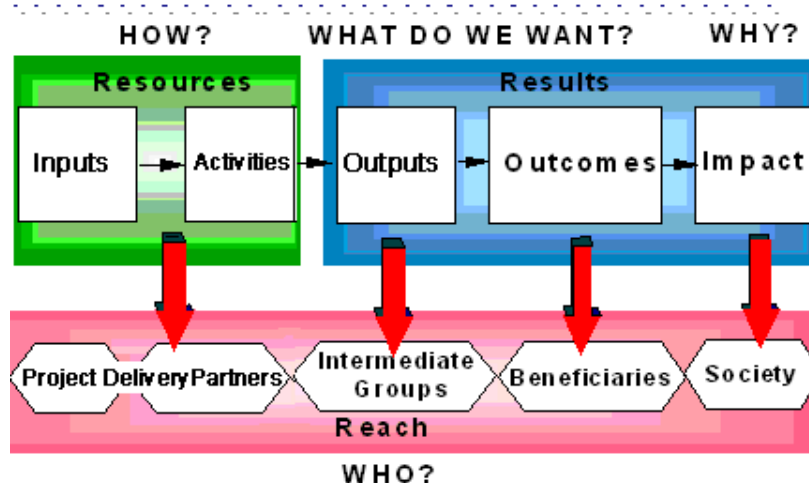 HOW? WHAT DO WE WANT? WHY?
Resources Results
Inputs Activities Outputs Outcomes Impact
Project Delivery Partners Intermediate Groups Beneficiaries Society
Reach
WHO?